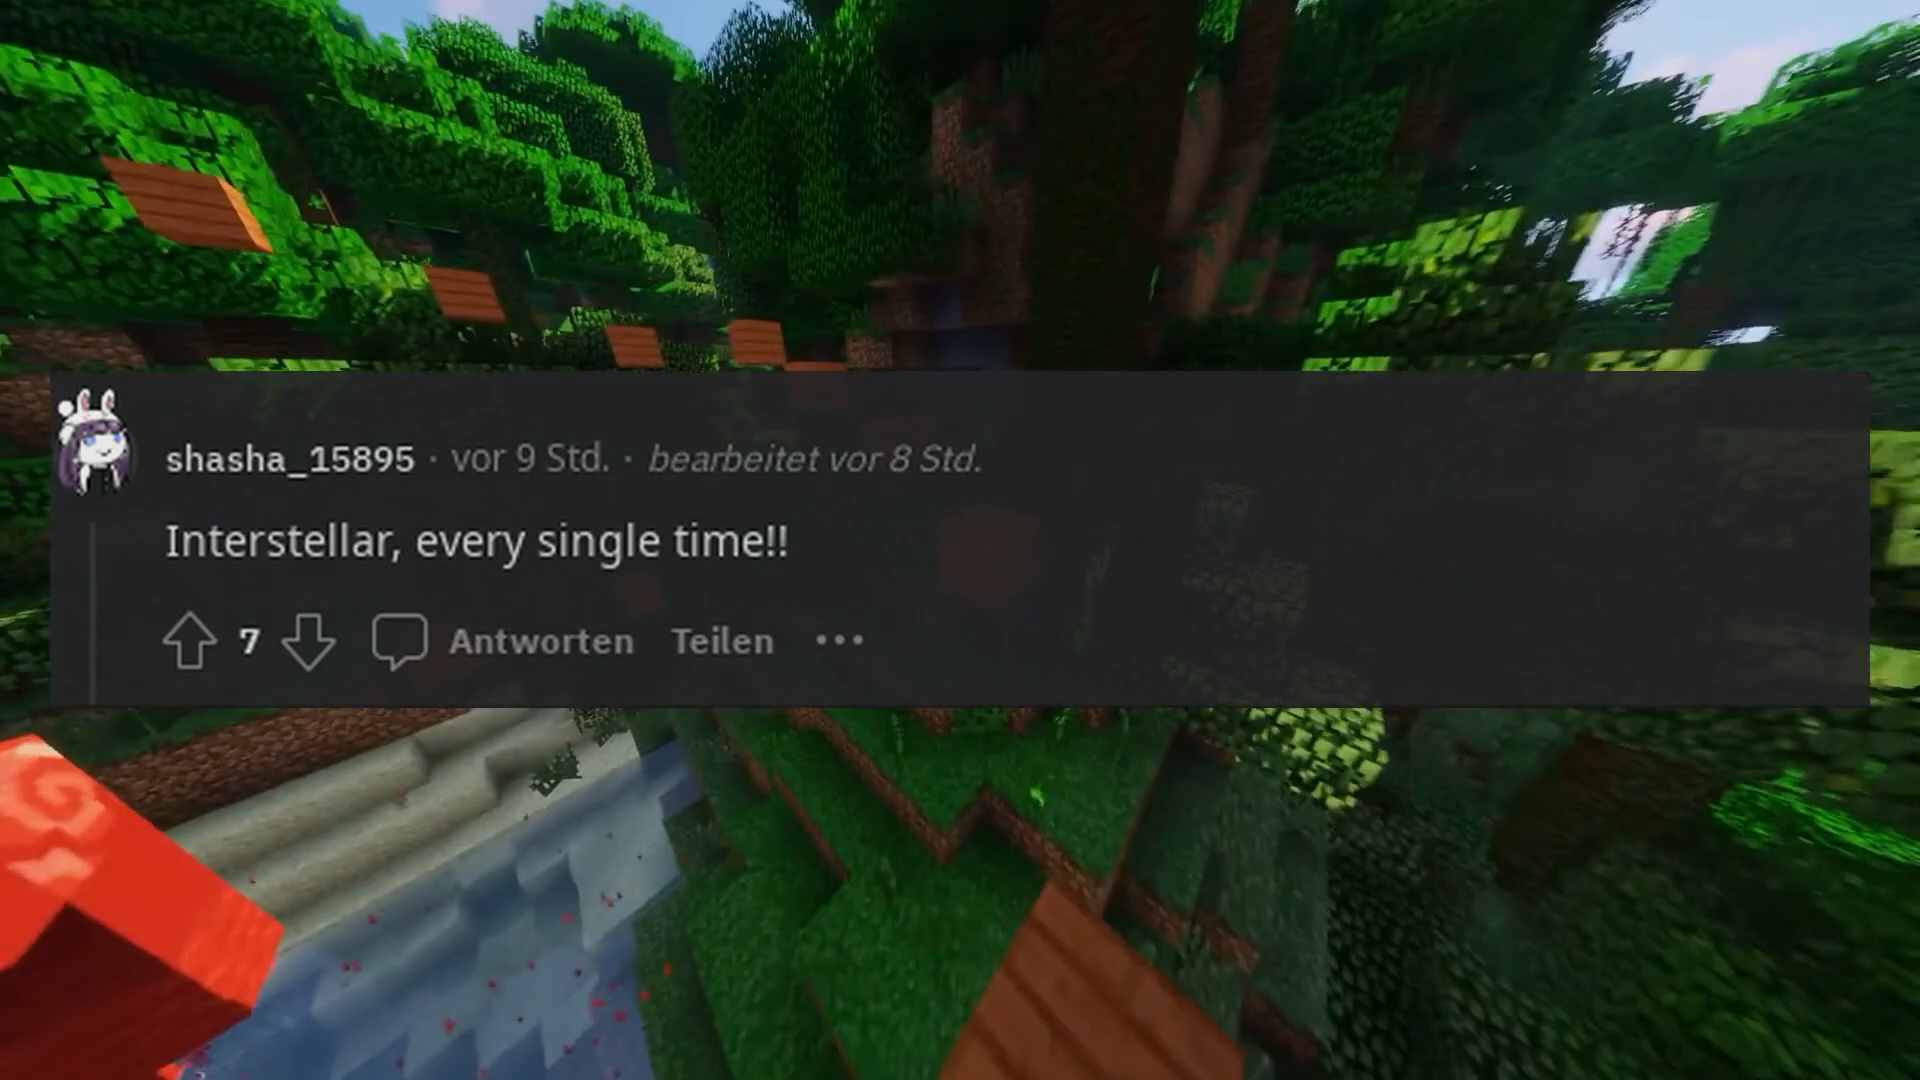 shasha_15895 · vor 9 Std. · bearbeitet vor 8 Std.
Interstellar, every single time!!
7 Antworten Teilen •••